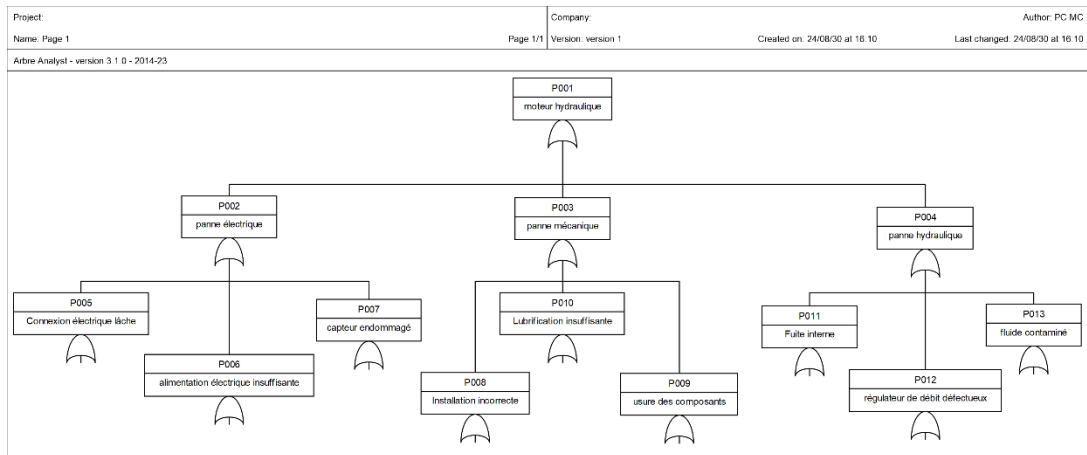 Project:
Company:
Author: PC MC
Name: Page 1
Page 1/1
Version: version 1
Created on: 24/08/30 at 16:10
Last changed: 24/08/30 at 16:10
Arbre Analyst - version 3.1.0 - 2014-23
P001
moteur hydraulique
P002
panne électrique
P003
panne mécanique
P004
panne hydraulique
P005
Connexion électrique lâche
P006
alimentation électrique insuffisante
P007
capteur endommagé
P008
Installation incorrecte
P010
Lubrification insuffisante
P009
usure des composants
P011
Fuite interne
P012
régulateur de débit défectueux
P013
fluide contaminé